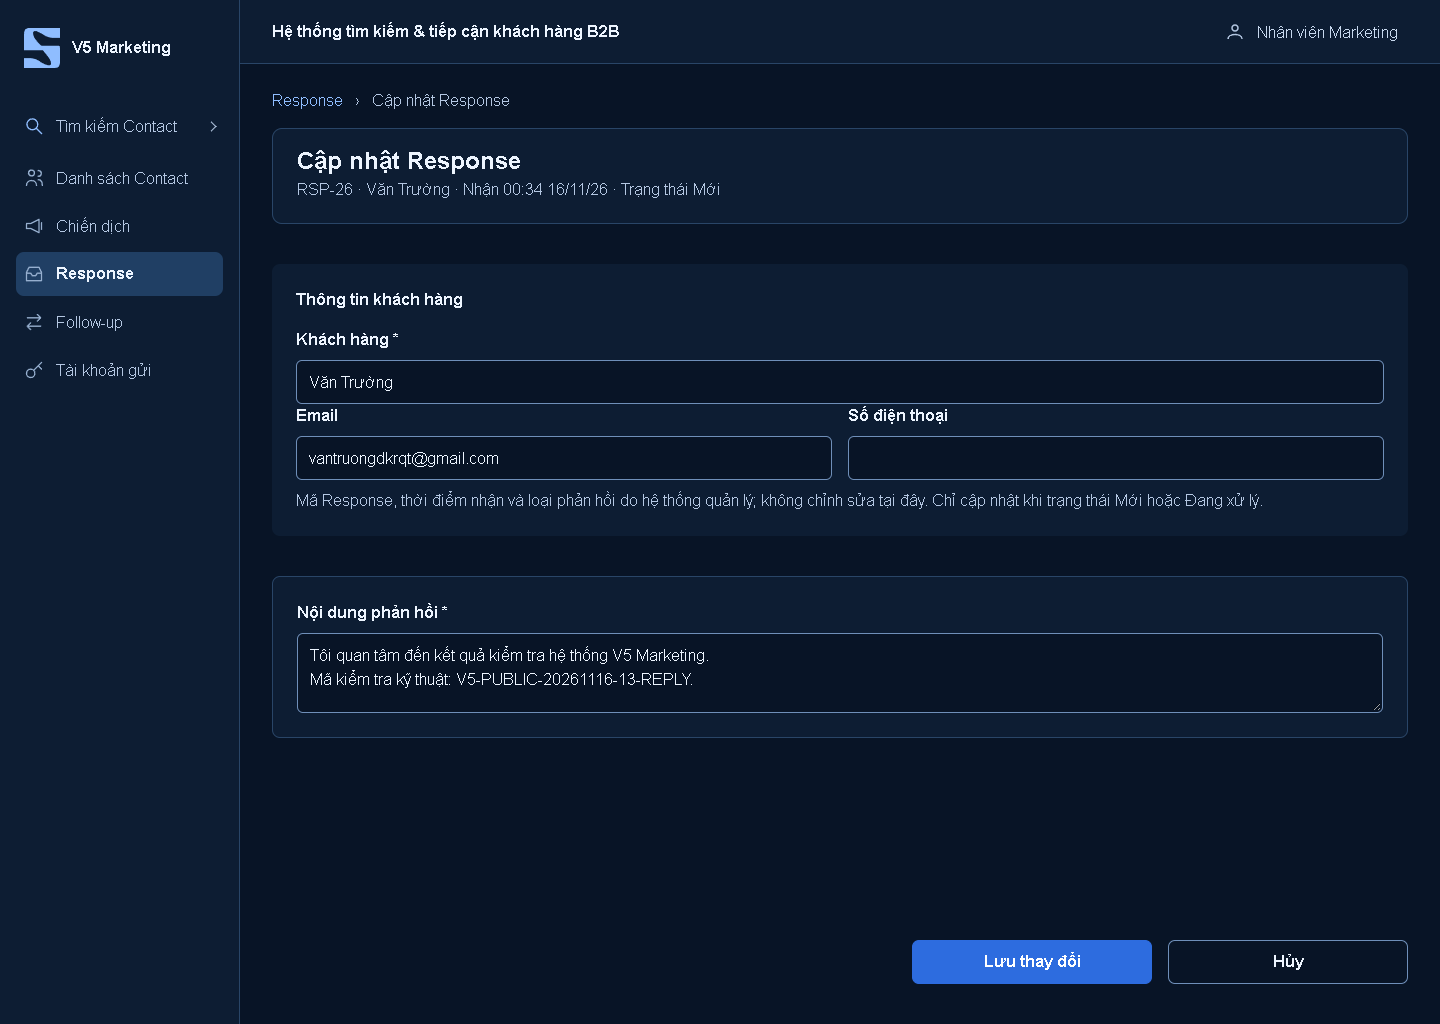 V5 Marketing
Hệ thống tìm kiếm & tiếp cận khách hàng B2B
Nhân viên Marketing
Tìm kiếm Contact
Danh sách Contact
Chiến dịch
Response
Follow-up
Tài khoản gửi
Response › Cập nhật Response
Cập nhật Response
RSP-26 · Văn Trường · Nhận 00:34 16/11/26 · Trạng thái Mới
Thông tin khách hàng
Khách hàng *
Văn Trường
Email
Số điện thoại
vantruongdkrqt@gmail.com
Mã Response, thời điểm nhận và loại phản hồi do hệ thống quản lý; không chỉnh sửa tại đây. Chỉ cập nhật khi trạng thái Mới hoặc Đang xử lý.
Nội dung phản hồi *
Tôi quan tâm đến kết quả kiểm tra hệ thống V5 Marketing.
Mã kiểm tra kỹ thuật: V5-PUBLIC-20261116-13-REPLY.
Lưu thay đổi
Hủy